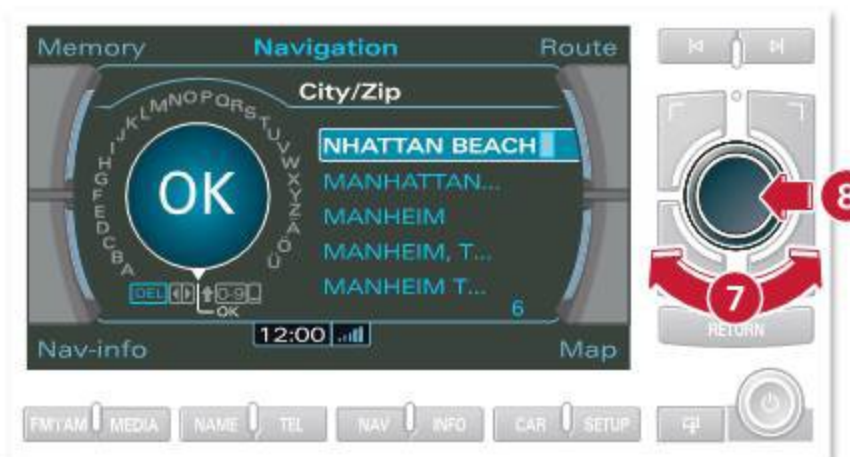 Memory Navigation Route
City/Zip
ABCDEFGHIJKLMNOPQRSTUVWXYZÄÖÜ
OK
NHATTAN BEACH
MANHATTAN...
MANHEIM
MANHEIM, T...
MANHEIM T...
DEL 0-9
OK
6
12:00
Nav-info Map
8
7
RETURN
FM/AM MEDIA NAME TEL NAV INFO CAR SETUP